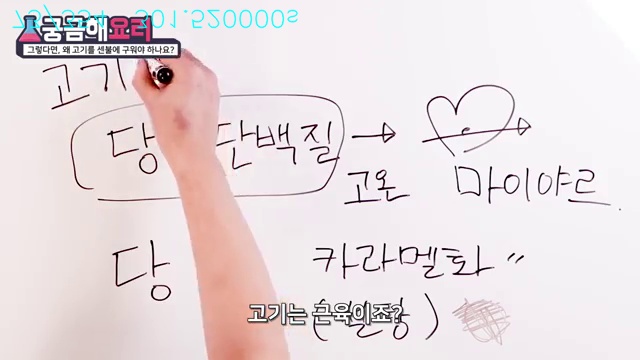 궁금해요리
그렇다면, 왜 고기를 센불에 구워야 하나요?
고기
당 단백질 → 고온 마이야르
당 카라멜화 〃
고기는 근육이죠?